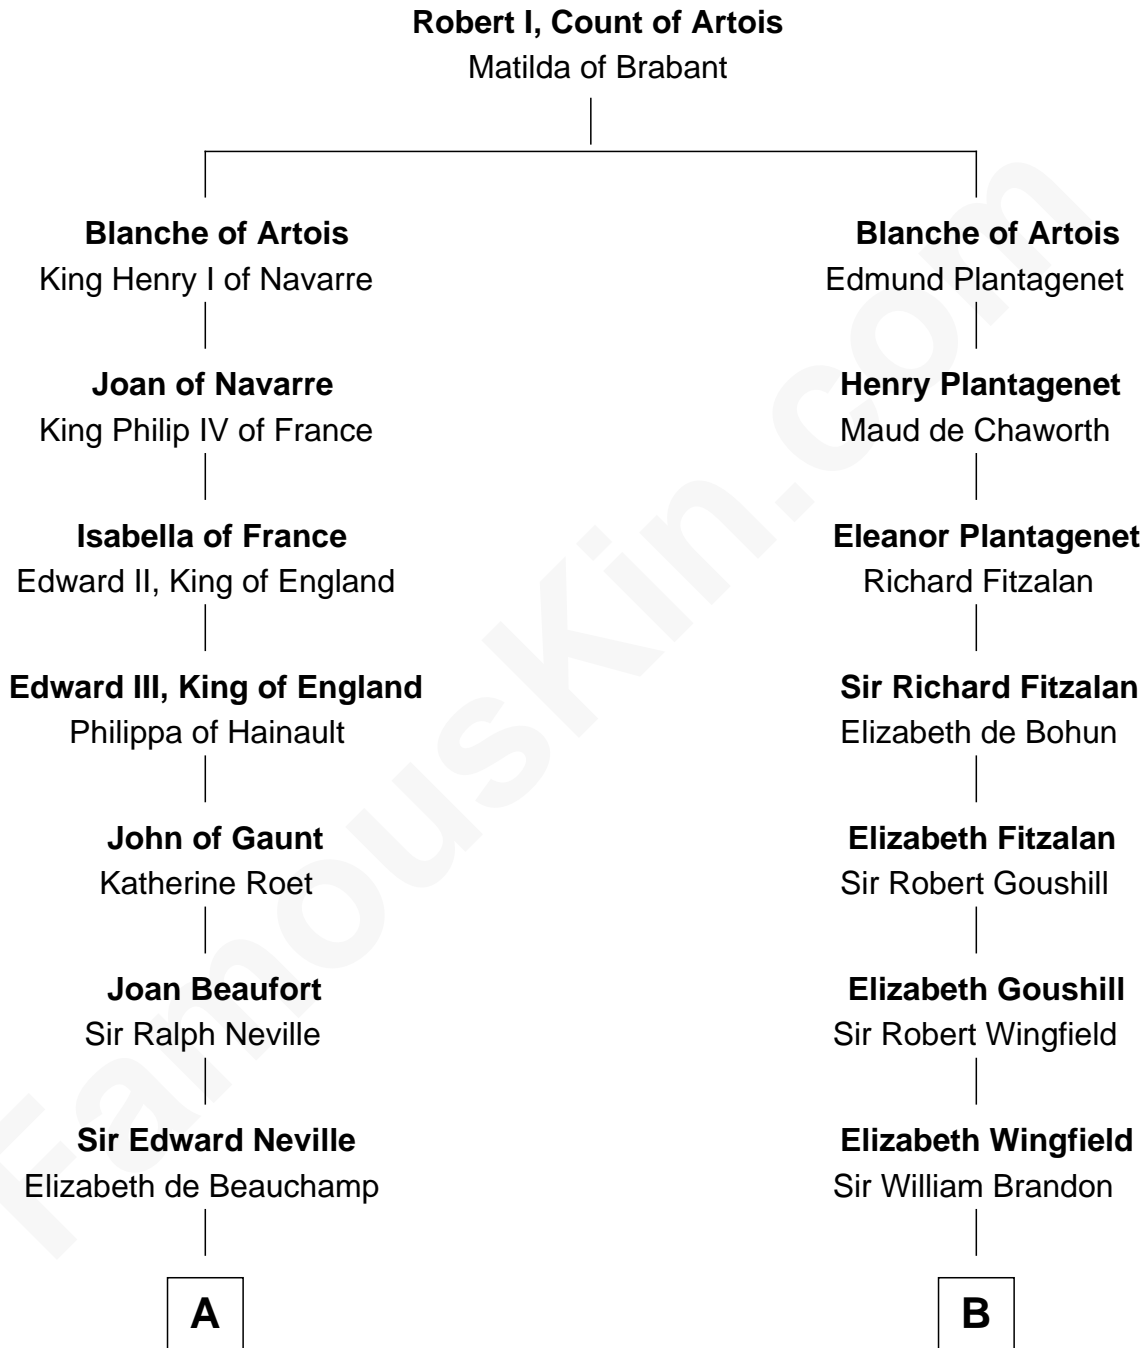 Robert I, Count of Artois
Matilda of Brabant
Blanche of Artois
King Henry I of Navarre
Blanche of Artois
Edmund Plantagenet
Joan of Navarre
King Philip IV of France
Henry Plantagenet
Maud de Chaworth
Isabella of France
Edward II, King of England
Eleanor Plantagenet
Richard Fitzalan
Edward III, King of England
Philippa of Hainault
Sir Richard Fitzalan
Elizabeth de Bohun
John of Gaunt
Katherine Roet
Elizabeth Fitzalan
Sir Robert Goushill
Joan Beaufort
Sir Ralph Neville
Elizabeth Goushill
Sir Robert Wingfield
Sir Edward Neville
Elizabeth de Beauchamp
Elizabeth Wingfield
Sir William Brandon
A
B
FamousKin.com